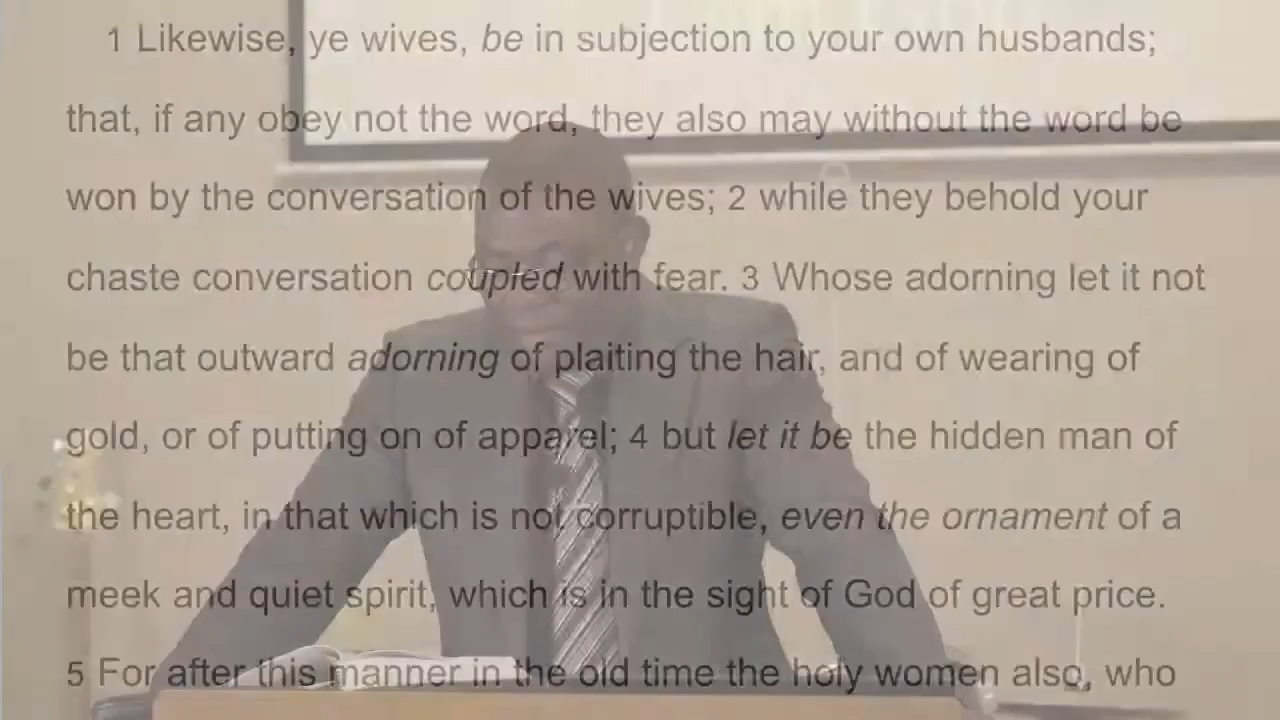 1 Likewise, ye wives, be in subjection to your own husbands;
that, if any obey not the word, they also may without the word be
won by the conversation of the wives; 2 while they behold your
chaste conversation coupled with fear. 3 Whose adorning let it not
be that outward adorning of plaiting the hair, and of wearing of
gold, or of putting on of apparel; 4 but let it be the hidden man of
the heart, in that which is not corruptible, even the ornament of a
meek and quiet spirit, which is in the sight of God of great price.
5 For after this manner in the old time the holy women also, who